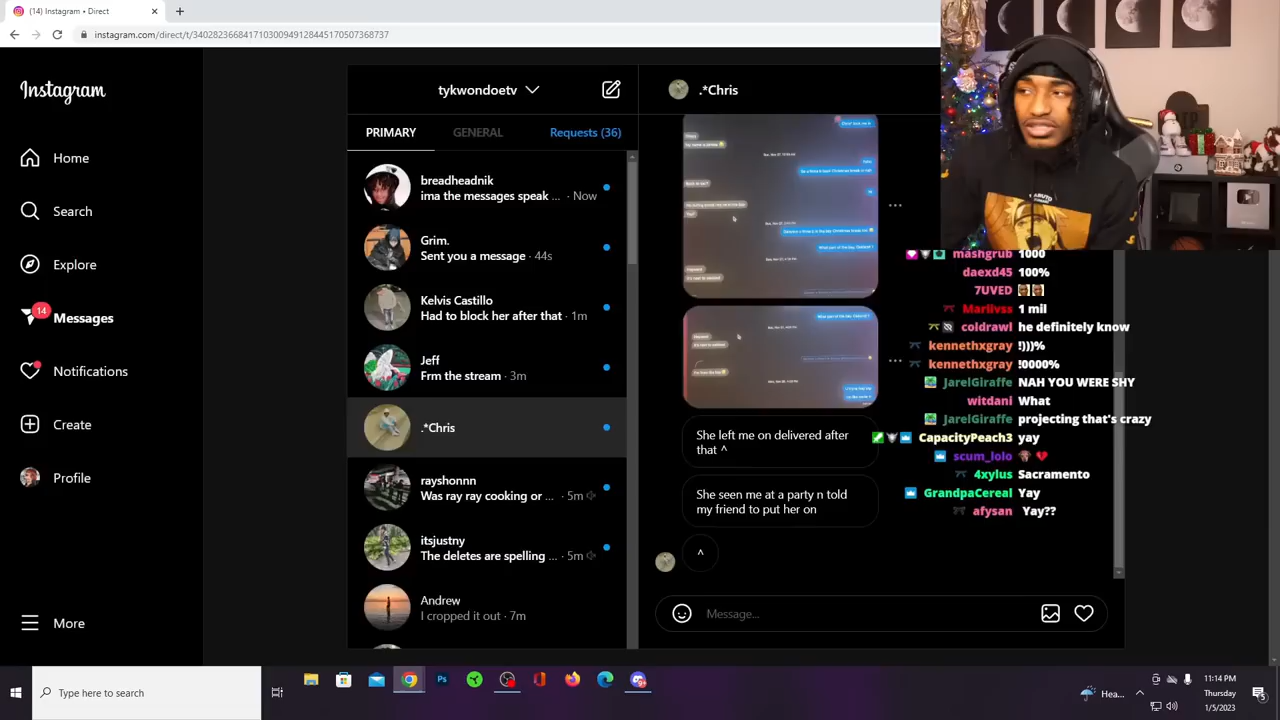 (14) Instagram • Direct
instagram.com/direct/t/340282366841710300949128445170507368737
Instagram
Home
Search
Explore
14
Messages
Notifications
Create
Profile
More
tykwondoetv
PRIMARY
GENERAL
Requests (36)
breadheadnik
ima the messages speak ... · Now
Grim.
Sent you a message · 44s
Kelvis Castillo
Had to block her after that · 1m
Jeff
Frm the stream · 3m
.*Chris
rayshonnn
Was ray ray cooking or ... · 5m
itsjustny
The deletes are spelling ... · 5m
Andrew
I cropped it out · 7m
.*Chris
She left me on delivered after
that ^
She seen me at a party n told
my friend to put her on
^
Message...
mashgrub 1000
daexd45 100%
7UVED
Marlivss 1 mil
coldrawl he definitely know
kennethxgray !)))%
kennethxgray !0000%
JarelGiraffe NAH YOU WERE SHY
witdani What
JarelGiraffe projecting that's crazy
CapacityPeach3 yay
scum_lolo
4xylus Sacramento
GrandpaCereal Yay
afysan Yay??
Type here to search
Ps
Hea...
11:14 PM
Thursday
1/5/2023
5